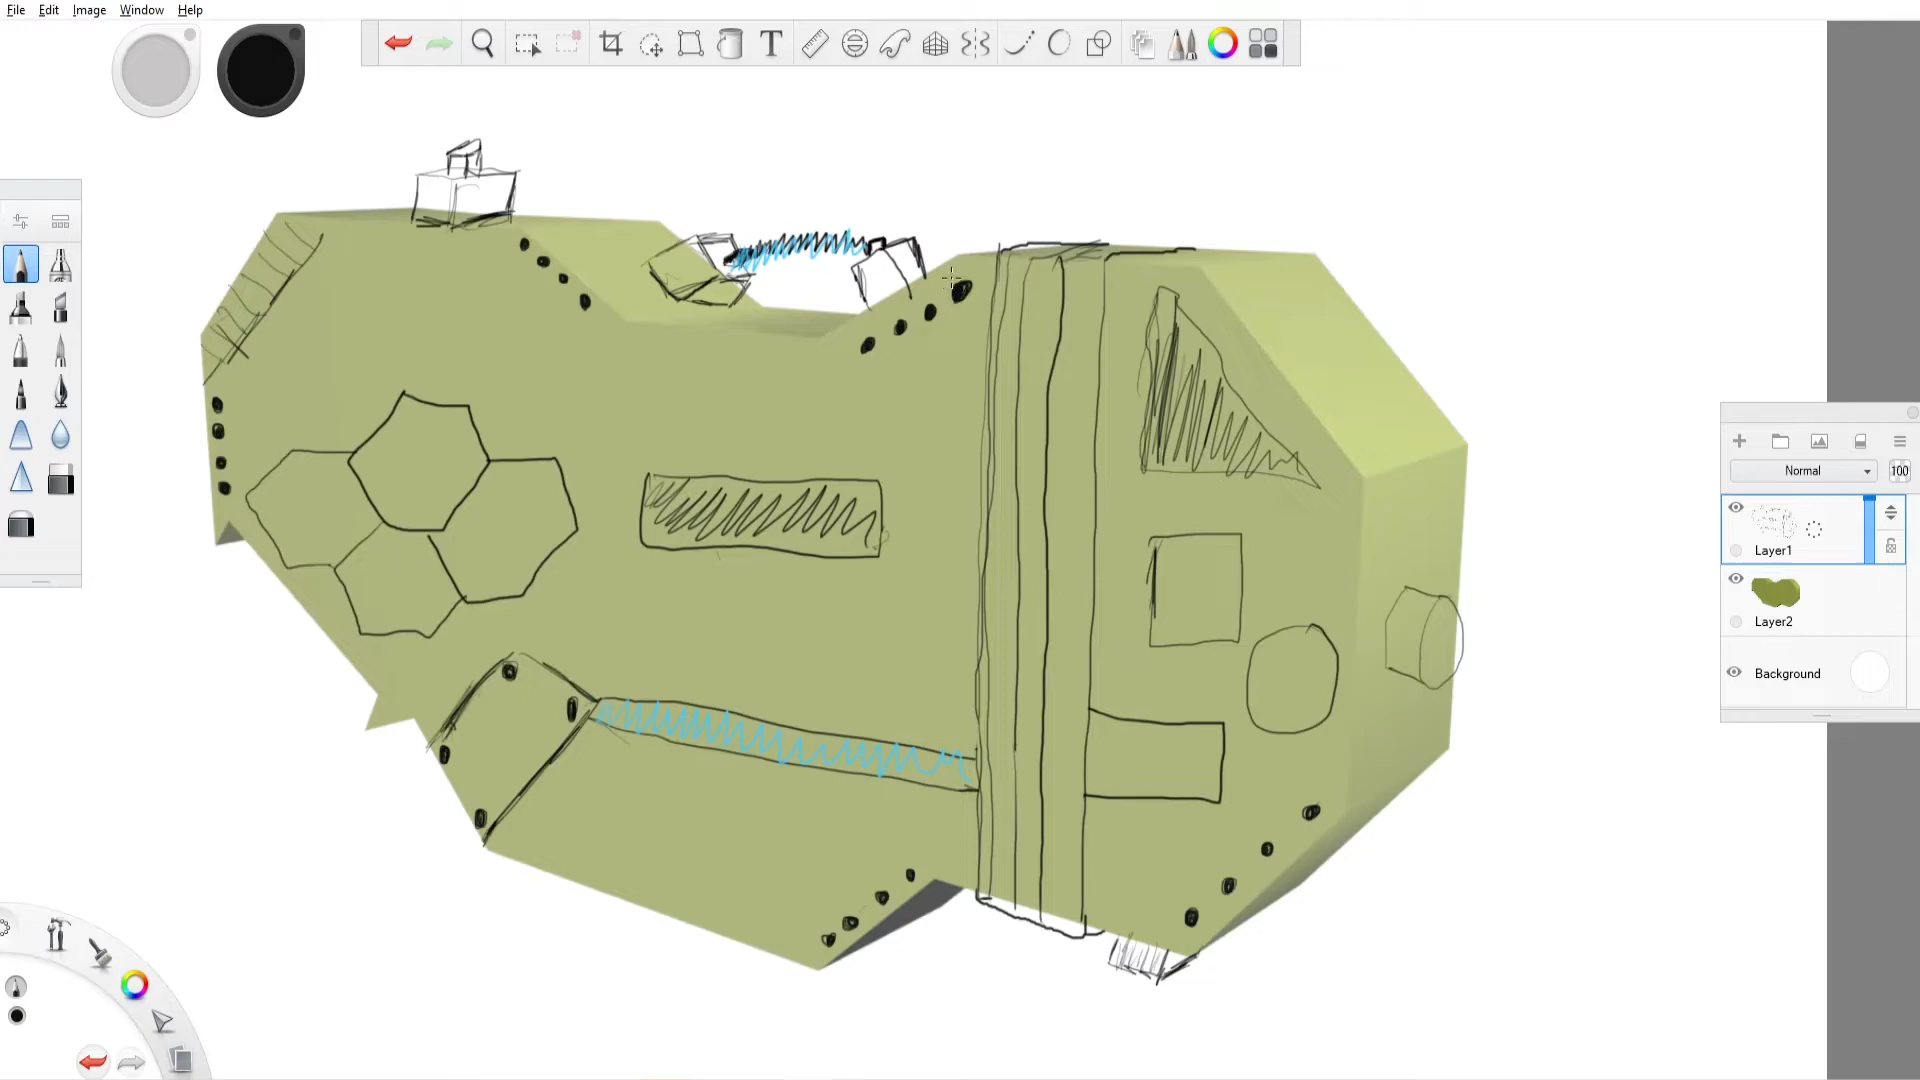 File Edit Image Window Help
T
Normal 100
Layer1
Layer2
Background